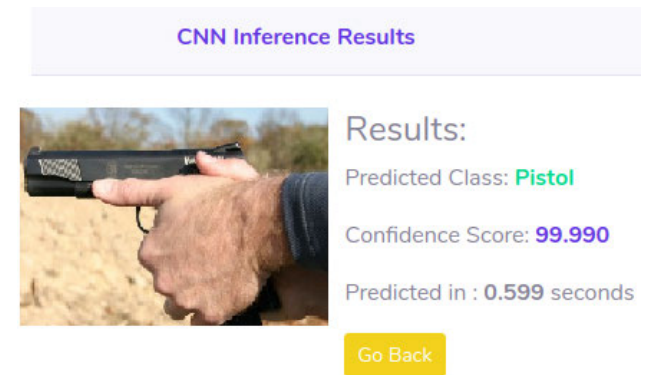 CNN Inference Results
Results:
Predicted Class: Pistol
Confidence Score: 99.990
Predicted in : 0.599 seconds
Go Back